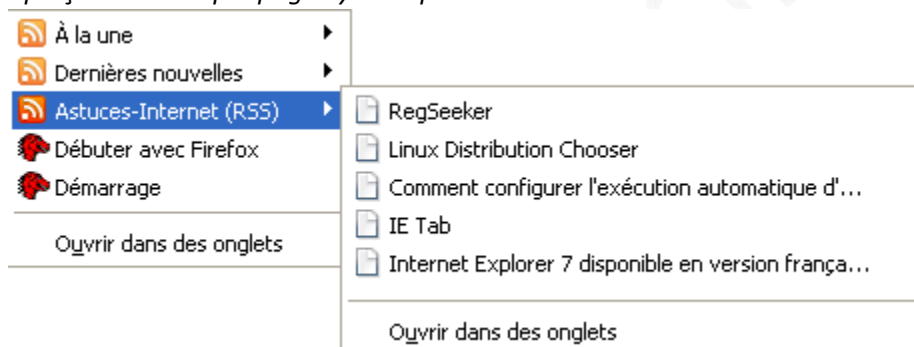 À la une
Dernières nouvelles
Astuces-Internet (RSS)
Débuter avec Firefox
Démarrage
Ouvrir dans des onglets
RegSeeker
Linux Distribution Chooser
Comment configurer l'exécution automatique d'...
IE Tab
Internet Explorer 7 disponible en version frança...
Ouvrir dans des onglets